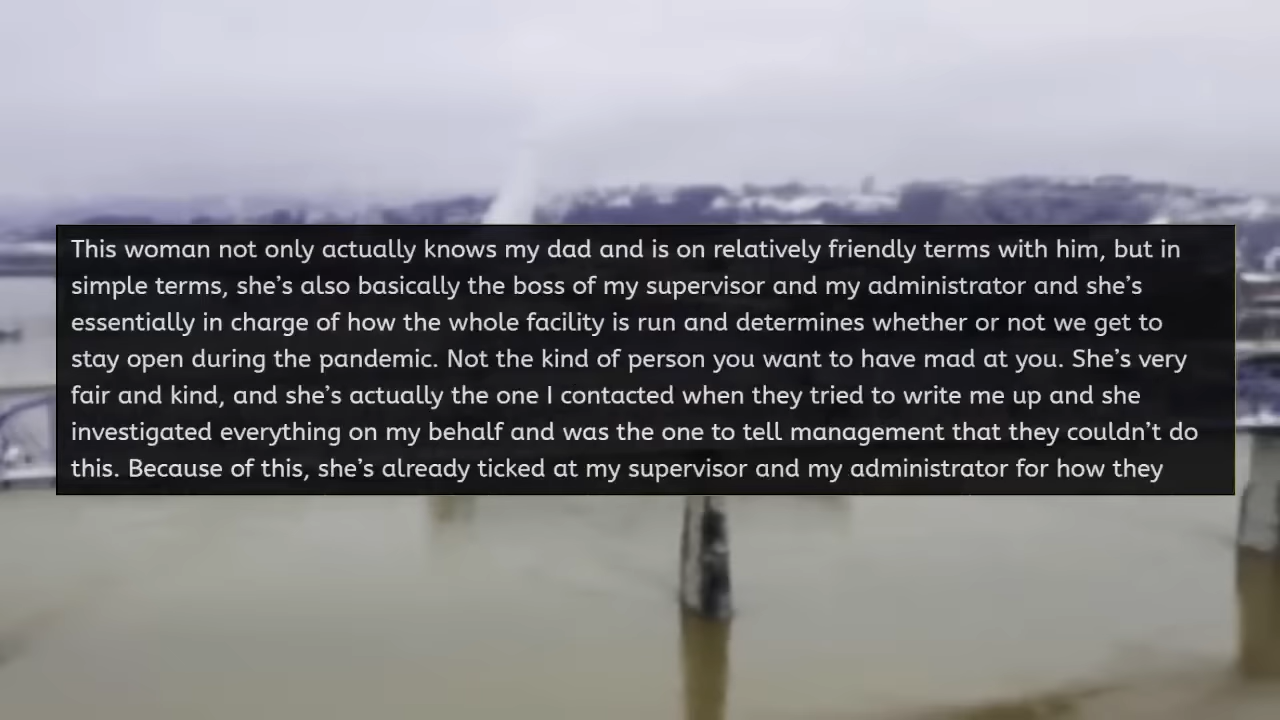 This woman not only actually knows my dad and is on relatively friendly terms with him, but in
simple terms, she’s also basically the boss of my supervisor and my administrator and she’s
essentially in charge of how the whole facility is run and determines whether or not we get to
stay open during the pandemic. Not the kind of person you want to have mad at you. She’s very
fair and kind, and she’s actually the one I contacted when they tried to write me up and she
investigated everything on my behalf and was the one to tell management that they couldn’t do
this. Because of this, she’s already ticked at my supervisor and my administrator for how they